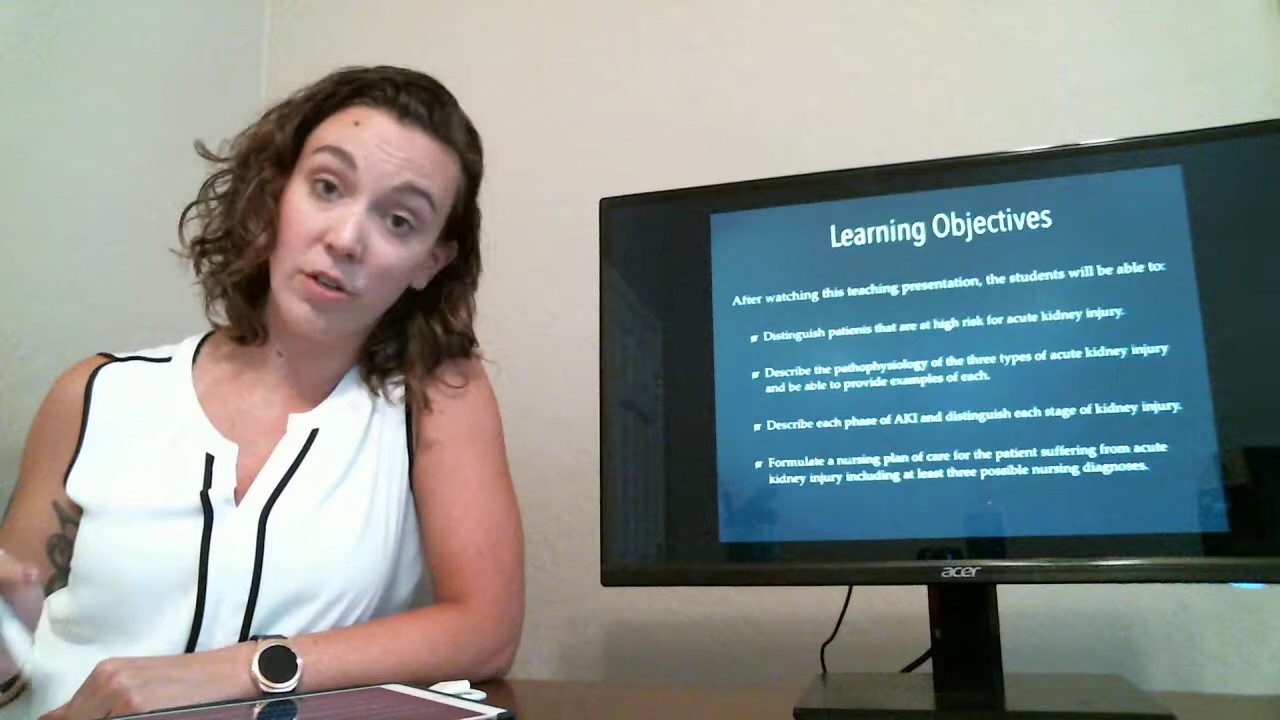 Learning Objectives
After watching this teaching presentation, the students will be able to:
Distinguish patients that are at high risk for acute kidney injury.
Describe the pathophysiology of the three types of acute kidney injury
and be able to provide examples of each.
Describe each phase of AKI and distinguish each stage of kidney injury.
Formulate a nursing plan of care for the patient suffering from acute
kidney injury including at least three possible nursing diagnoses.
acer